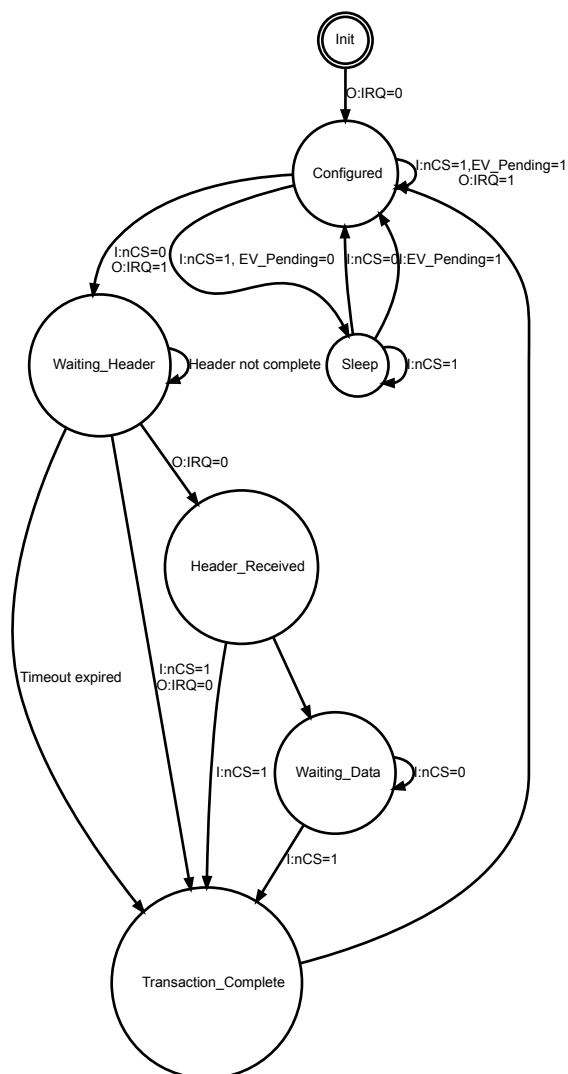 Init
O:IRQ=0
Configured
I:nCS=1,EV_Pending=1
O:IRQ=1
I:nCS=0
O:IRQ=1
I:nCS=1, EV_Pending=0
I:nCS=0
I:EV_Pending=1
Waiting_Header
Header not complete
Sleep
I:nCS=1
O:IRQ=0
Header_Received
Timeout expired
I:nCS=1
O:IRQ=0
I:nCS=1
Waiting_Data
I:nCS=0
I:nCS=1
Transaction_Complete